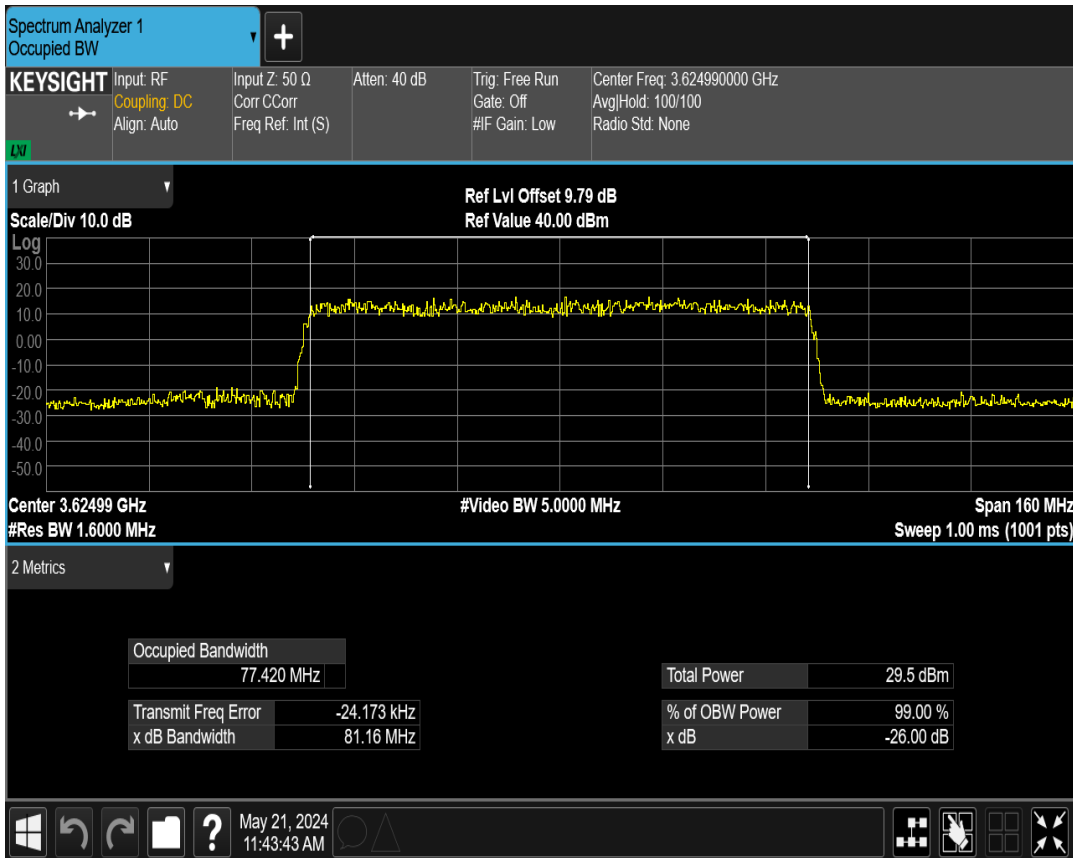 Spectrum Analyzer 1
Occupied BW
KEYSIGHT
LXI
Input: RF
Coupling: DC
Align: Auto
Input Z: 50 Ω
Corr CCorr
Freq Ref: Int (S)
Atten: 40 dB
Trig: Free Run
Gate: Off
#IF Gain: Low
Center Freq: 3.624990000 GHz
Avg|Hold: 100/100
Radio Std: None
1 Graph
Scale/Div 10.0 dB
Ref Lvl Offset 9.79 dB
Ref Value 40.00 dBm
Log
30.0
20.0
10.0
0.00
-10.0
-20.0
-30.0
-40.0
-50.0
Center 3.62499 GHz
#Video BW 5.0000 MHz
Span 160 MHz
#Res BW 1.6000 MHz
Sweep 1.00 ms (1001 pts)
2 Metrics
Occupied Bandwidth
77.420 MHz
Total Power 29.5 dBm
Transmit Freq Error -24.173 kHz
% of OBW Power 99.00 %
x dB Bandwidth 81.16 MHz
x dB -26.00 dB
?
May 21, 2024
11:43:43 AM